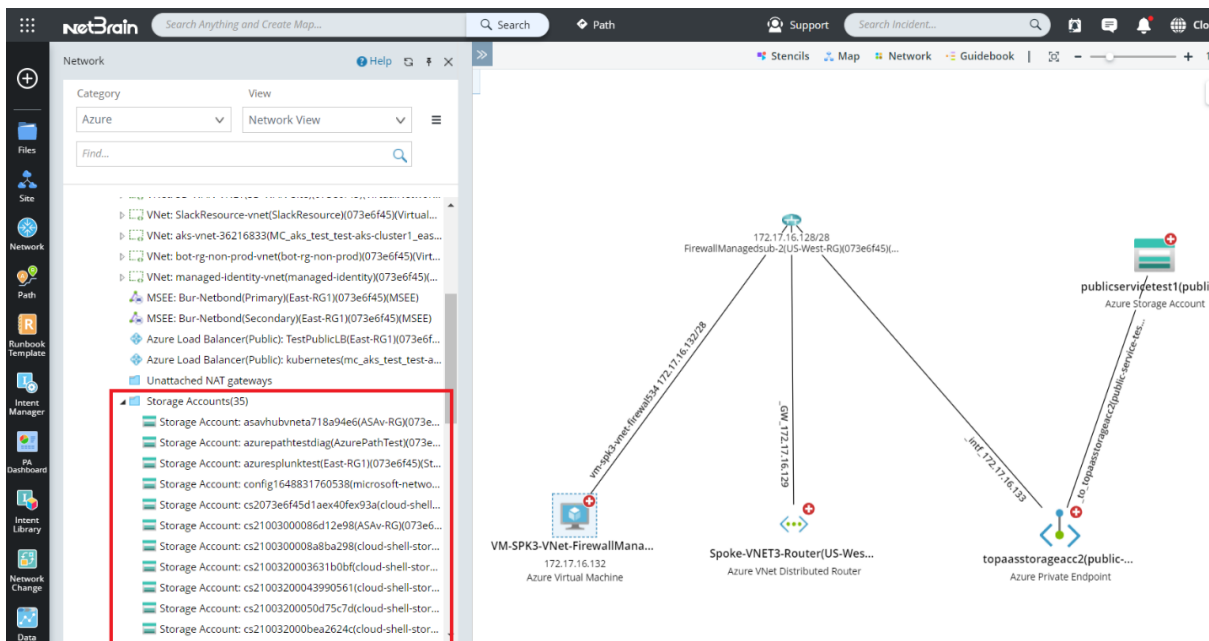 NetBrain
Search Anything and Create Map...
Search
Path
Support
Search Incident...
Clo
Files
Site
Network
Path
Runbook
Template
Intent
Manager
PA
Dashboard
Intent
Library
Network
Change
Data
Network
Help
Category
View
Azure
Network View
Find...
VNet: SlackResource-vnet(SlackResource)(073e6f45)(Virtual...
VNet: aks-vnet-36216833(MC_aks_test_test-aks-cluster1_eas...
VNet: bot-rg-non-prod-vnet(bot-rg-non-prod)(073e6f45)(Virt...
VNet: managed-identity-vnet(managed-identity)(073e6f45)(...
MSEE: Bur-Netbond(Primary)(East-RG1)(073e6f45)(MSEE)
MSEE: Bur-Netbond(Secondary)(East-RG1)(073e6f45)(MSEE)
Azure Load Balancer(Public): TestPublicLB(East-RG1)(073e6f...
Azure Load Balancer(Public): kubernetes(mc_aks_test_test-a...
Unattached NAT gateways
Storage Accounts(35)
Storage Account: asavhubvneta718a94e6(ASAv-RG)(073e...
Storage Account: azurepathtestdiag(AzurePathTest)(073e...
Storage Account: azuresplunktest(East-RG1)(073e6f45)(St...
Storage Account: config1648831760538(microsoft-netwo...
Storage Account: cs2073e6f45d1aex40fex93a(cloud-shell...
Storage Account: cs21003000086d12e98(ASAv-RG)(073e6...
Storage Account: cs2100300008a8ba298(cloud-shell-stor...
Storage Account: cs2100320003631b0bf(cloud-shell-stor...
Storage Account: cs21003200043990561(cloud-shell-stor...
Storage Account: cs21003200050d75c7d(cloud-shell-stor...
Storage Account: cs210032000bea2624c(cloud-shell-stor...
Stencils
Map
Network
Guidebook
172.17.16.128/28
FirewallManagedsub-2(US-West-RG)(073e6f45)(...
publicservicetest1(publi
Azure Storage Account
vm-spk3-vnet-firewal534 172.17.16.132/28
_GW_172.17.16.129
_intf_172.17.16.133
_to_topaasstorageacc2(public-service-tes...
VM-SPK3-VNet-FirewallMana...
172.17.16.132
Azure Virtual Machine
Spoke-VNET3-Router(US-Wes...
Azure VNet Distributed Router
topaasstorageacc2(public-...
Azure Private Endpoint